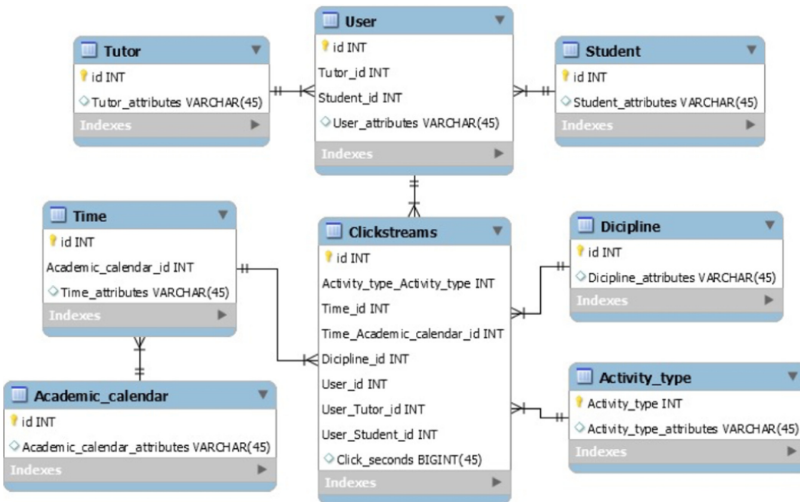 Tutor
id INT
Tutor_attributes VARCHAR(45)
Indexes
User
id INT
Tutor_id INT
Student_id INT
User_attributes VARCHAR(45)
Indexes
Student
id INT
Student_attributes VARCHAR(45)
Indexes
Time
id INT
Academic_calendar_id INT
Time_attributes VARCHAR(45)
Indexes
Clickstreams
id INT
Activity_type_Activity_type INT
Time_id INT
Time_Academic_calendar_id INT
Dicipline_id INT
User_id INT
User_Tutor_id INT
User_Student_id INT
Click_seconds BIGINT(45)
Indexes
Dicipline
id INT
Dicipline_attributes VARCHAR(45)
Indexes
Academic_calendar
id INT
Academic_calendar_attributes VARCHAR(45)
Indexes
Activity_type
Activity_type INT
Activity_type_attributes VARCHAR(45)
Indexes